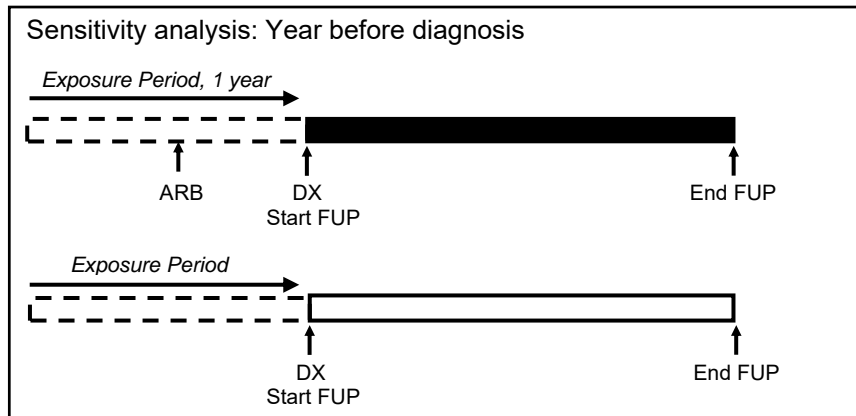 Sensitivity analysis: Year before diagnosis
Exposure Period, 1 year
ARB
DX
Start FUP
End FUP
Exposure Period
DX
Start FUP
End FUP